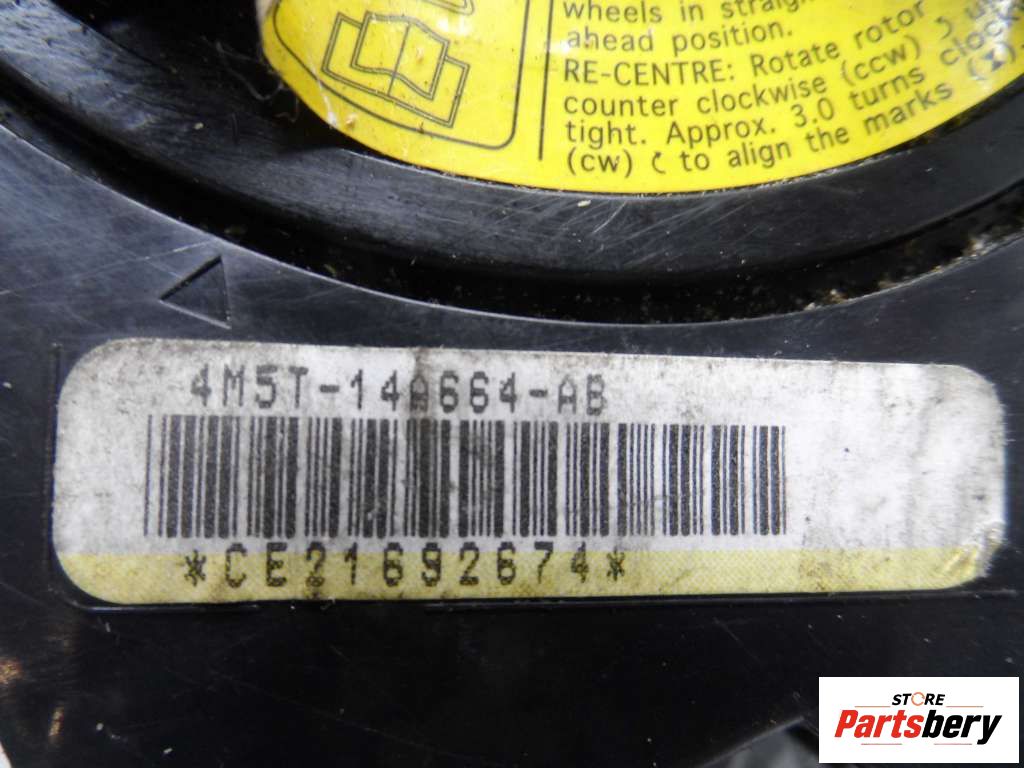 wheels in straight
ahead position.
RE-CENTRE: Rotate rotor
counter clockwise (ccw)
tight. Approx. 3.0 turns
(cw) to align the marks
4M5T-14A664-AB
*CE21692674*
STORE
Partsbery